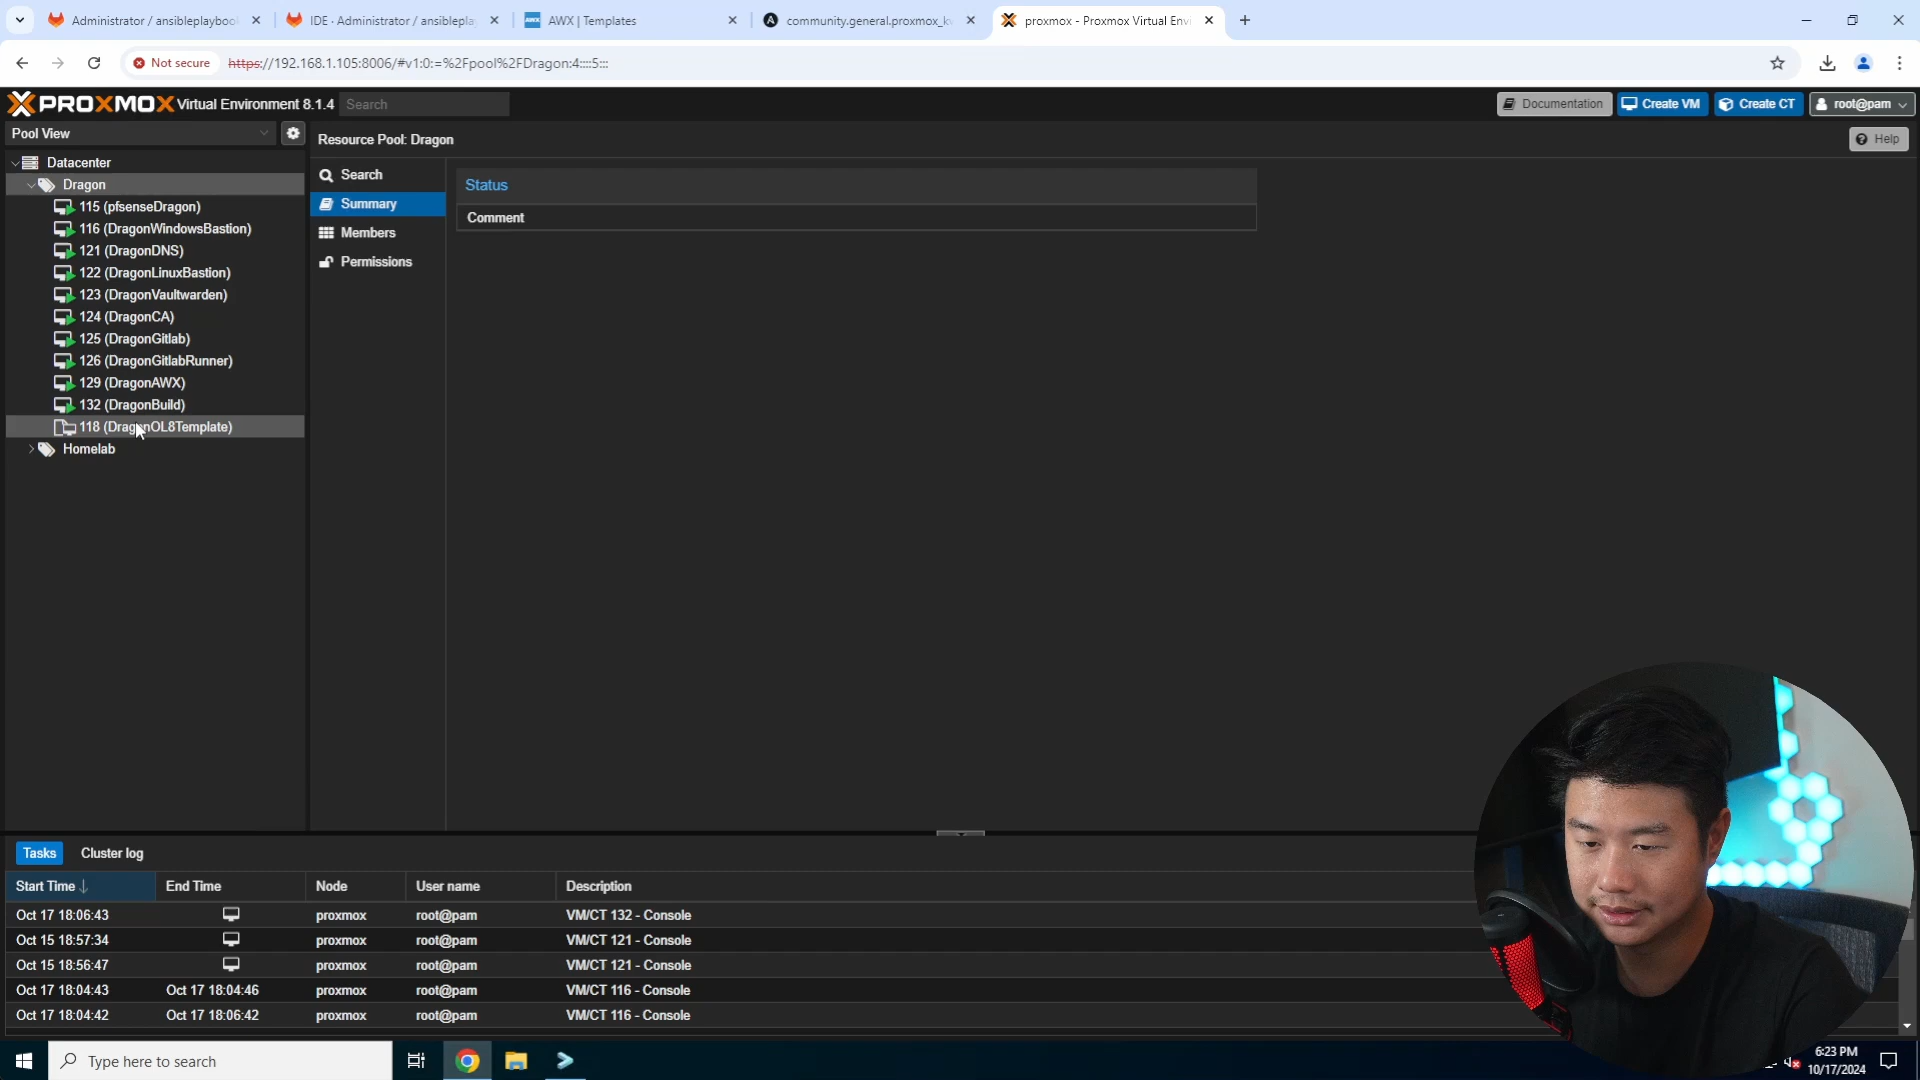 Administrator / ansibleplaybook
IDE · Administrator / ansiblepla
AWX | Templates
community.general.proxmox_kv
proxmox - Proxmox Virtual Envi
Not secure
https://192.168.1.105:8006/#v1:0:=%2Fpool%2FDragon:4::::5:::
PROXMOX Virtual Environment 8.1.4
Search
Documentation
Create VM
Create CT
root@pam
Pool View
Resource Pool: Dragon
Help
Datacenter
Dragon
115 (pfsenseDragon)
116 (DragonWindowsBastion)
121 (DragonDNS)
122 (DragonLinuxBastion)
123 (DragonVaultwarden)
124 (DragonCA)
125 (DragonGitlab)
126 (DragonGitlabRunner)
129 (DragonAWX)
132 (DragonBuild)
118 (DragonOL8Template)
Homelab
Search
Summary
Members
Permissions
Status
Comment
Tasks
Cluster log
Start Time End Time Node User name Description
Oct 17 18:06:43 proxmox root@pam VM/CT 132 - Console
Oct 15 18:57:34 proxmox root@pam VM/CT 121 - Console
Oct 15 18:56:47 proxmox root@pam VM/CT 121 - Console
Oct 17 18:04:43 Oct 17 18:04:46 proxmox root@pam VM/CT 116 - Console
Oct 17 18:04:42 Oct 17 18:06:42 proxmox root@pam VM/CT 116 - Console
Type here to search
6:23 PM
10/17/2024